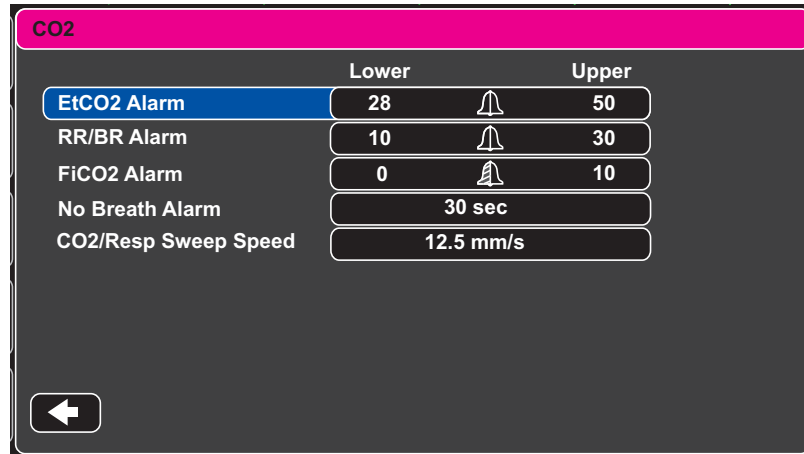 CO2
Lower Upper
EtCO2 Alarm 28 50
RR/BR Alarm 10 30
FiCO2 Alarm 0 10
No Breath Alarm 30 sec
CO2/Resp Sweep Speed 12.5 mm/s